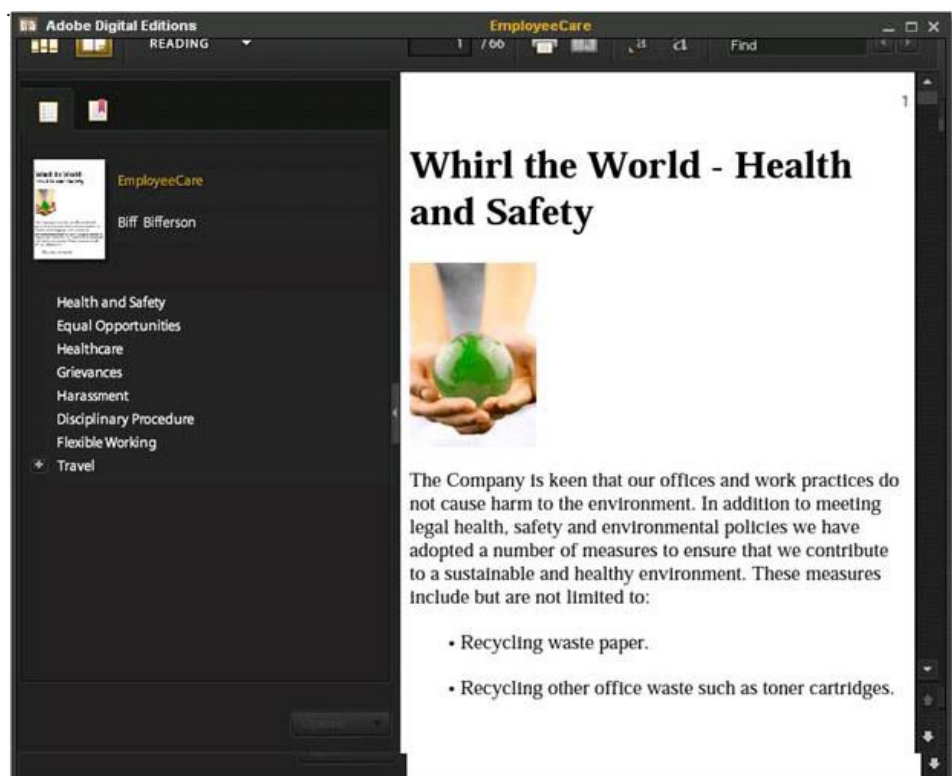 Adobe Digital Editions
EmployeeCare
READING
1 / 66
a a
Find
EmployeeCare
Biff Bifferson
Health and Safety
Equal Opportunities
Healthcare
Grievances
Harassment
Disciplinary Procedure
Flexible Working
Travel
1
Whirl the World - Health
and Safety
The Company is keen that our offices and work practices do
not cause harm to the environment. In addition to meeting
legal health, safety and environmental policies we have
adopted a number of measures to ensure that we contribute
to a sustainable and healthy environment. These measures
include but are not limited to:
• Recycling waste paper.
• Recycling other office waste such as toner cartridges.